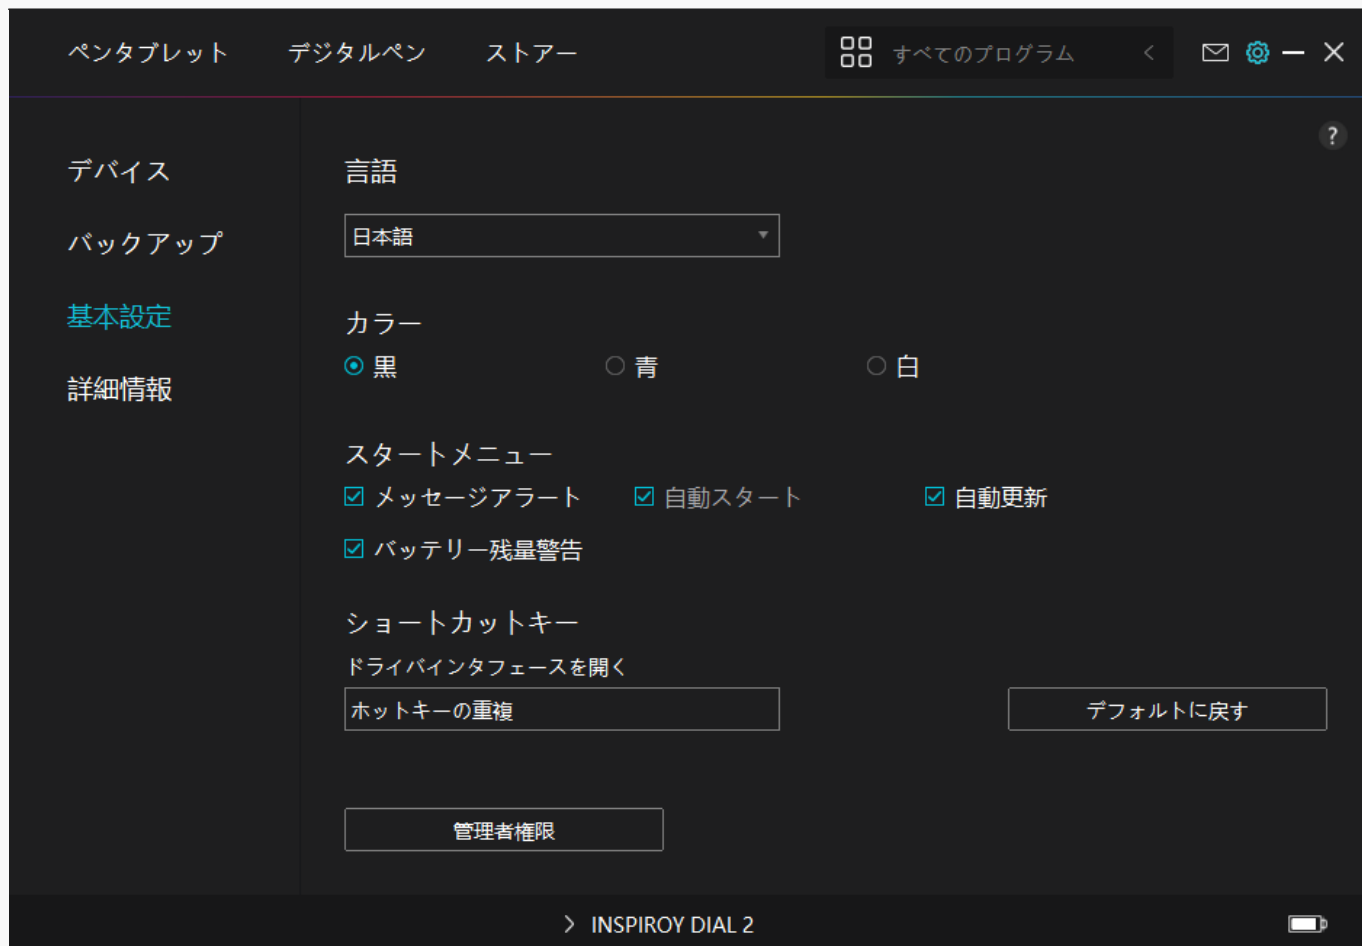 ペンタブレット デジタルペン ストアー すべてのプログラム
?
デバイス
バックアップ
基本設定
詳細情報
言語
日本語
カラー
黒 青 白
スタートメニュー
メッセージアラート 自動スタート 自動更新
バッテリー残量警告
ショートカットキー
ドライバインタフェースを開く
ホットキーの重複 デフォルトに戻す
管理者権限
INSPIROY DIAL 2